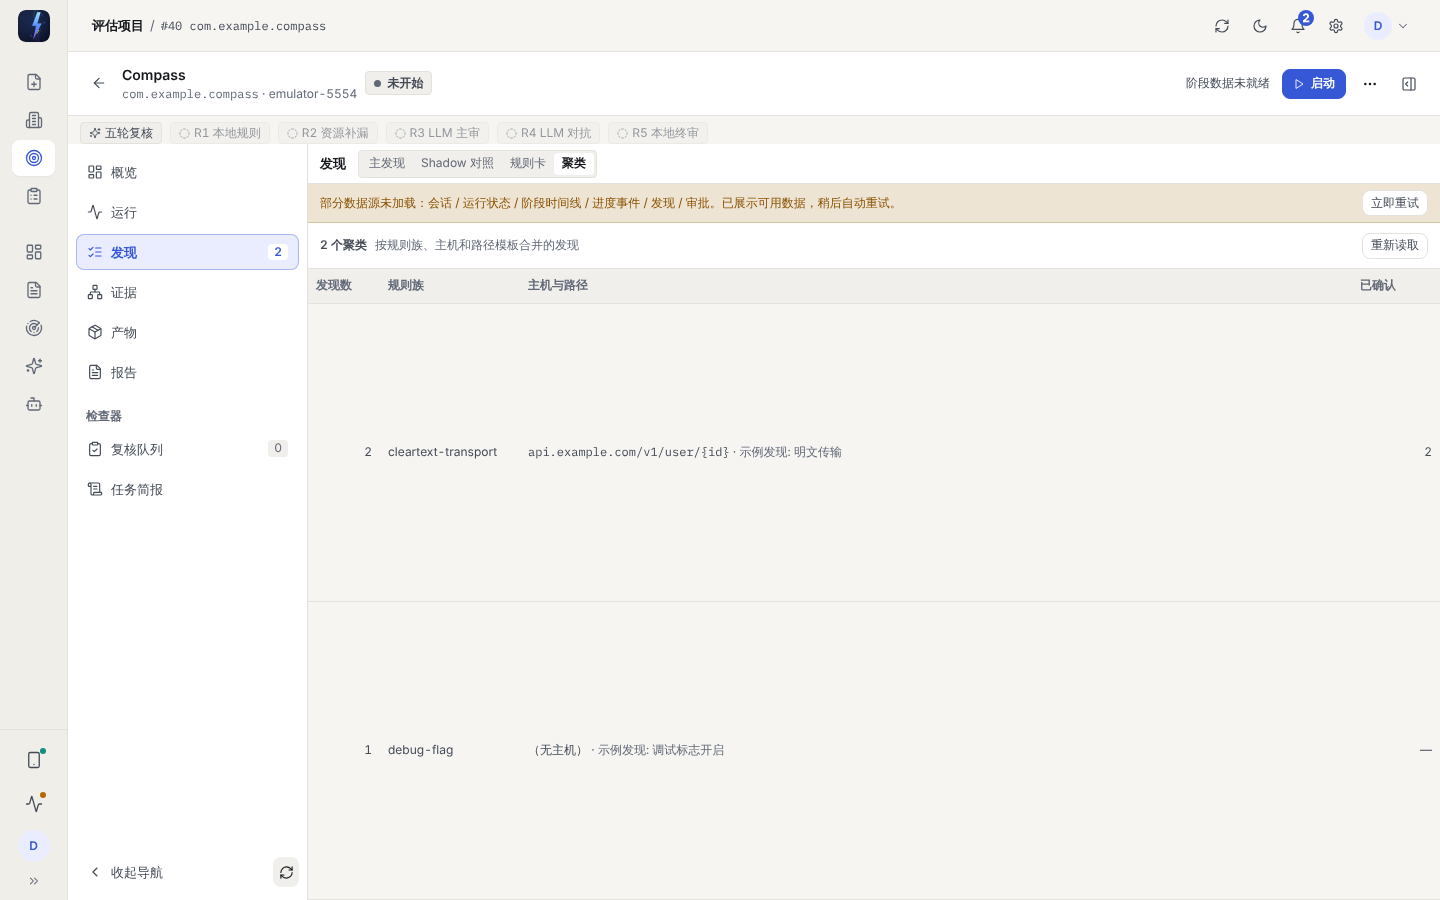 评估项目 / #40 com.example.compass
2
D
Compass
com.example.compass · emulator-5554
未开始
阶段数据未就绪
启动
五轮复核
R1 本地规则
R2 资源补漏
R3 LLM 主审
R4 LLM 对抗
R5 本地终审
概览
运行
发现 2
证据
产物
报告
检查器
复核队列 0
任务简报
收起导航
D
发现
主发现
Shadow 对照
规则卡
聚类
部分数据源未加载：会话 / 运行状态 / 阶段时间线 / 进度事件 / 发现 / 审批。已展示可用数据，稍后自动重试。
立即重试
2 个聚类 按规则族、主机和路径模板合并的发现
重新读取
发现数 规则族 主机与路径 已确认
2 cleartext-transport api.example.com/v1/user/{id} · 示例发现: 明文传输 2
1 debug-flag （无主机） · 示例发现: 调试标志开启 —